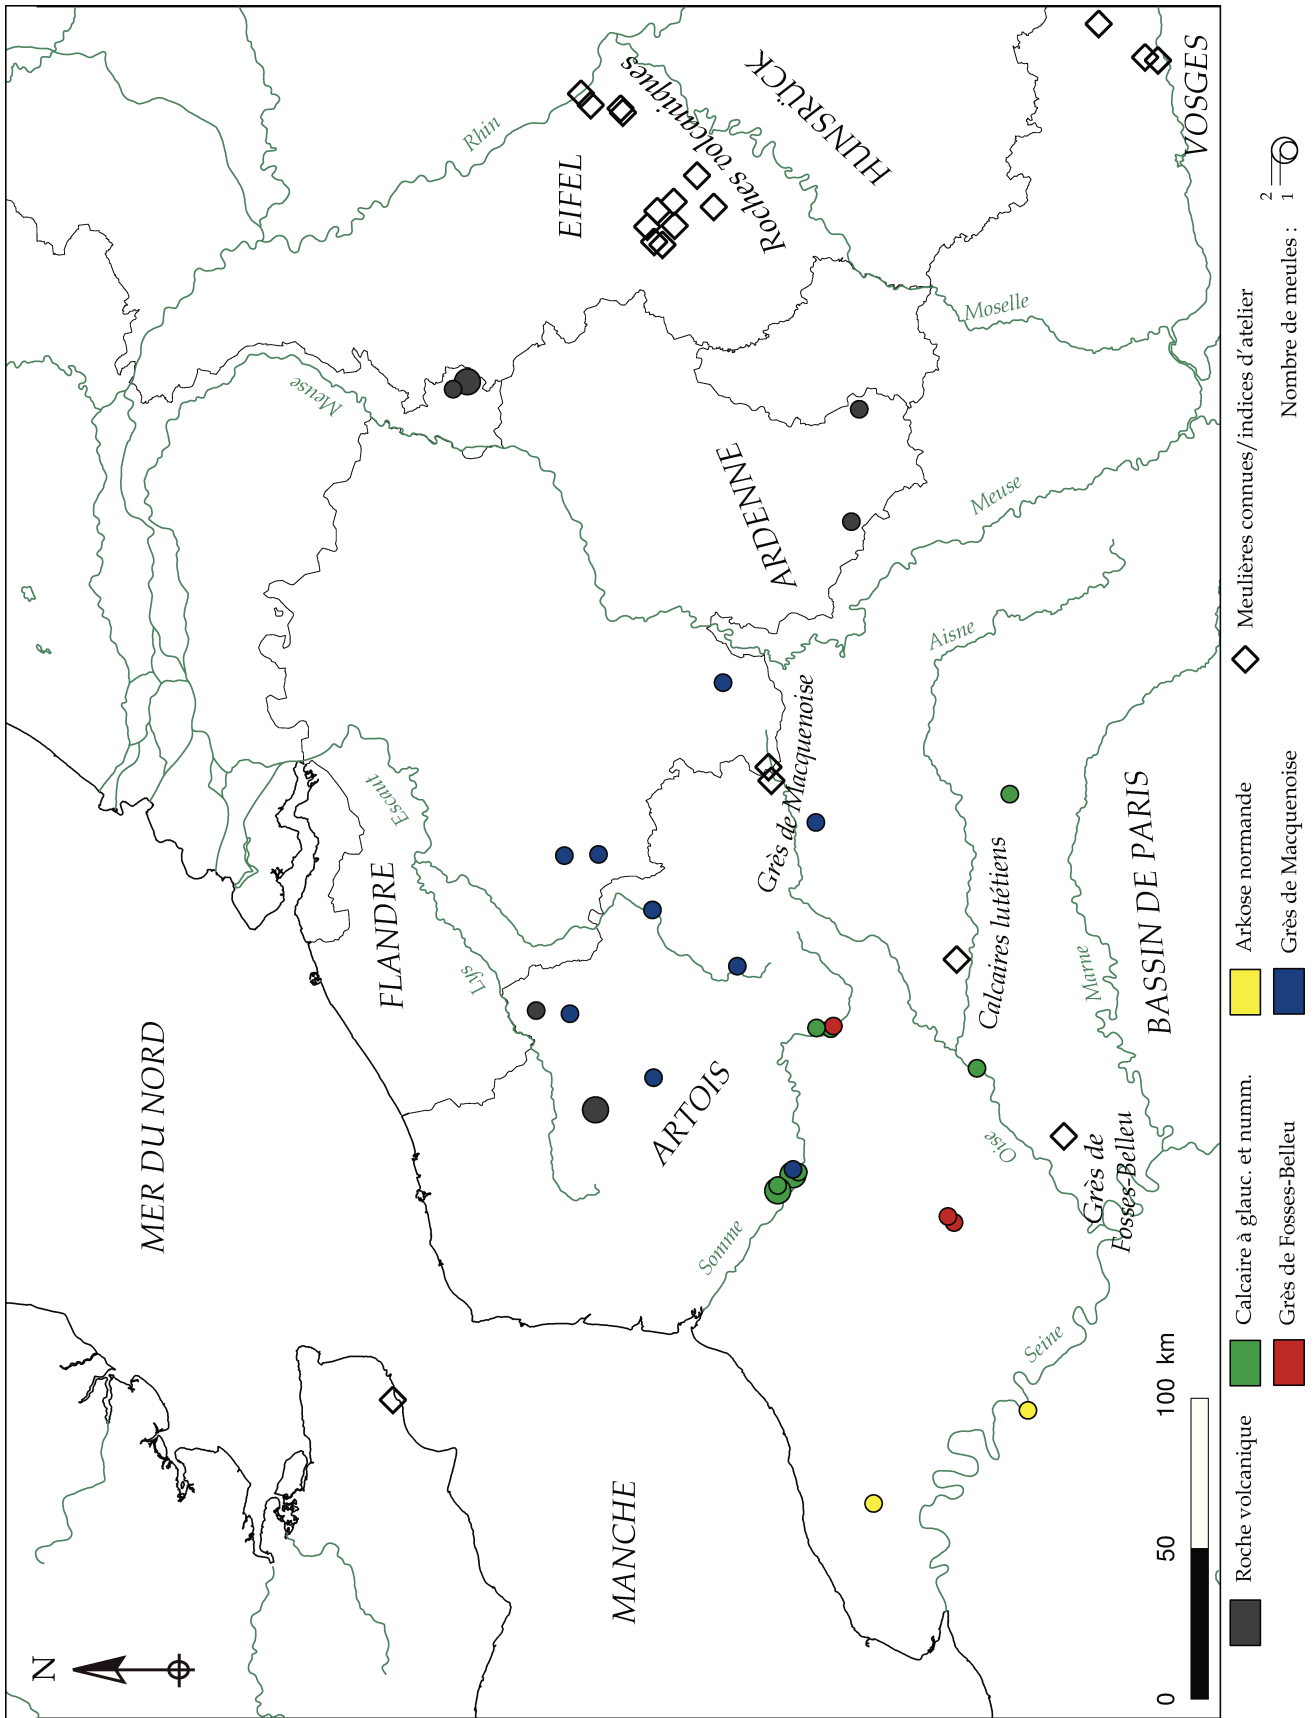 N
MER DU NORD
MANCHE
FLANDRE
ARTOIS
ARDENNE
EIFEL
HUNSRÜCK
VOSGES
BASSIN DE PARIS
Roches volcaniques
Grès de Macquenoise
Calcaires lutétiens
Grès de
Fosses-Belleu
Rhin
Meuse
Escaut
Lys
Somme
Moselle
Meuse
Aisne
Oise
Marne
Seine
0 50 100 km
Roche volcanique
Calcaire à glauc. et numm.
Grès de Fosses-Belleu
Arkose normande
Grès de Macquenoise
Meulières connues/indices d'atelier
Nombre de meules : 1 2